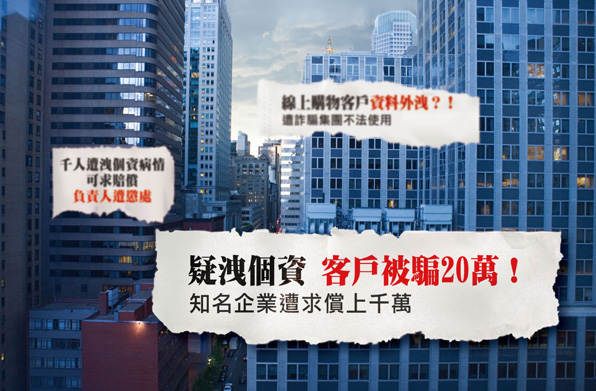 線上購物客戶資料外洩？！
遭詐騙集團不法使用
千人遭洩個資病情
可求賠償
負責人遭懲處
疑洩個資 客戶被騙20萬！
知名企業遭求償上千萬